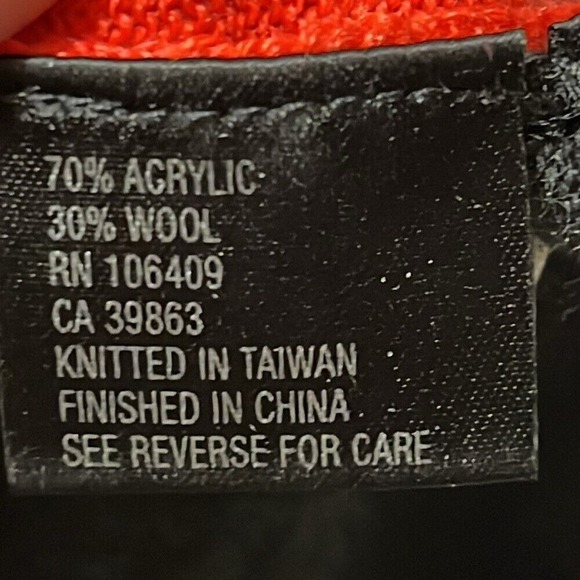 70% ACRYLIC
30% WOOL
RN 106409
CA 39863
KNITTED IN TAIWAN
FINISHED IN CHINA
SEE REVERSE FOR CARE